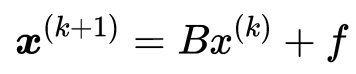 𝒙^{(k+1)} = Bx^{(k)} + f